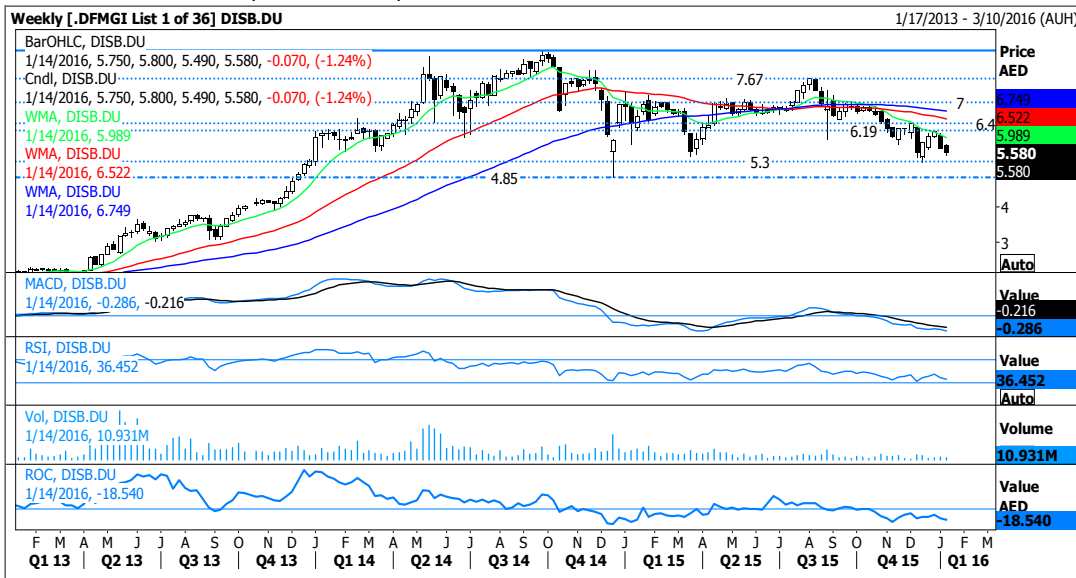 Weekly [.DFMGI List 1 of 36] DISB.DU 1/17/2013 - 3/10/2016 (AUH)
BarOHLC, DISB.DU
1/14/2016, 5.750, 5.800, 5.490, 5.580, -0.070, (-1.24%)
Cndl, DISB.DU
1/14/2016, 5.750, 5.800, 5.490, 5.580, -0.070, (-1.24%)
WMA, DISB.DU
1/14/2016, 5.989
WMA, DISB.DU
1/14/2016, 6.522
WMA, DISB.DU
1/14/2016, 6.749
7.67
7
6.4
6.19
5.3
4.85
Price
AED
6.749
6.522
5.989
5.580
5.580
4
3
Auto
MACD, DISB.DU
1/14/2016, -0.286, -0.216
Value
-0.216
-0.286
RSI, DISB.DU
1/14/2016, 36.452
Value
36.452
Auto
Vol, DISB.DU
1/14/2016, 10.931M
Volume
10.931M
ROC, DISB.DU
1/14/2016, -18.540
Value
AED
-18.540
F M A M J J A S O N D J F M A M J J A S O N D J F M A M J J A S O N D J F M
Q1 13 Q2 13 Q3 13 Q4 13 Q1 14 Q2 14 Q3 14 Q4 14 Q1 15 Q2 15 Q3 15 Q4 15 Q1 16